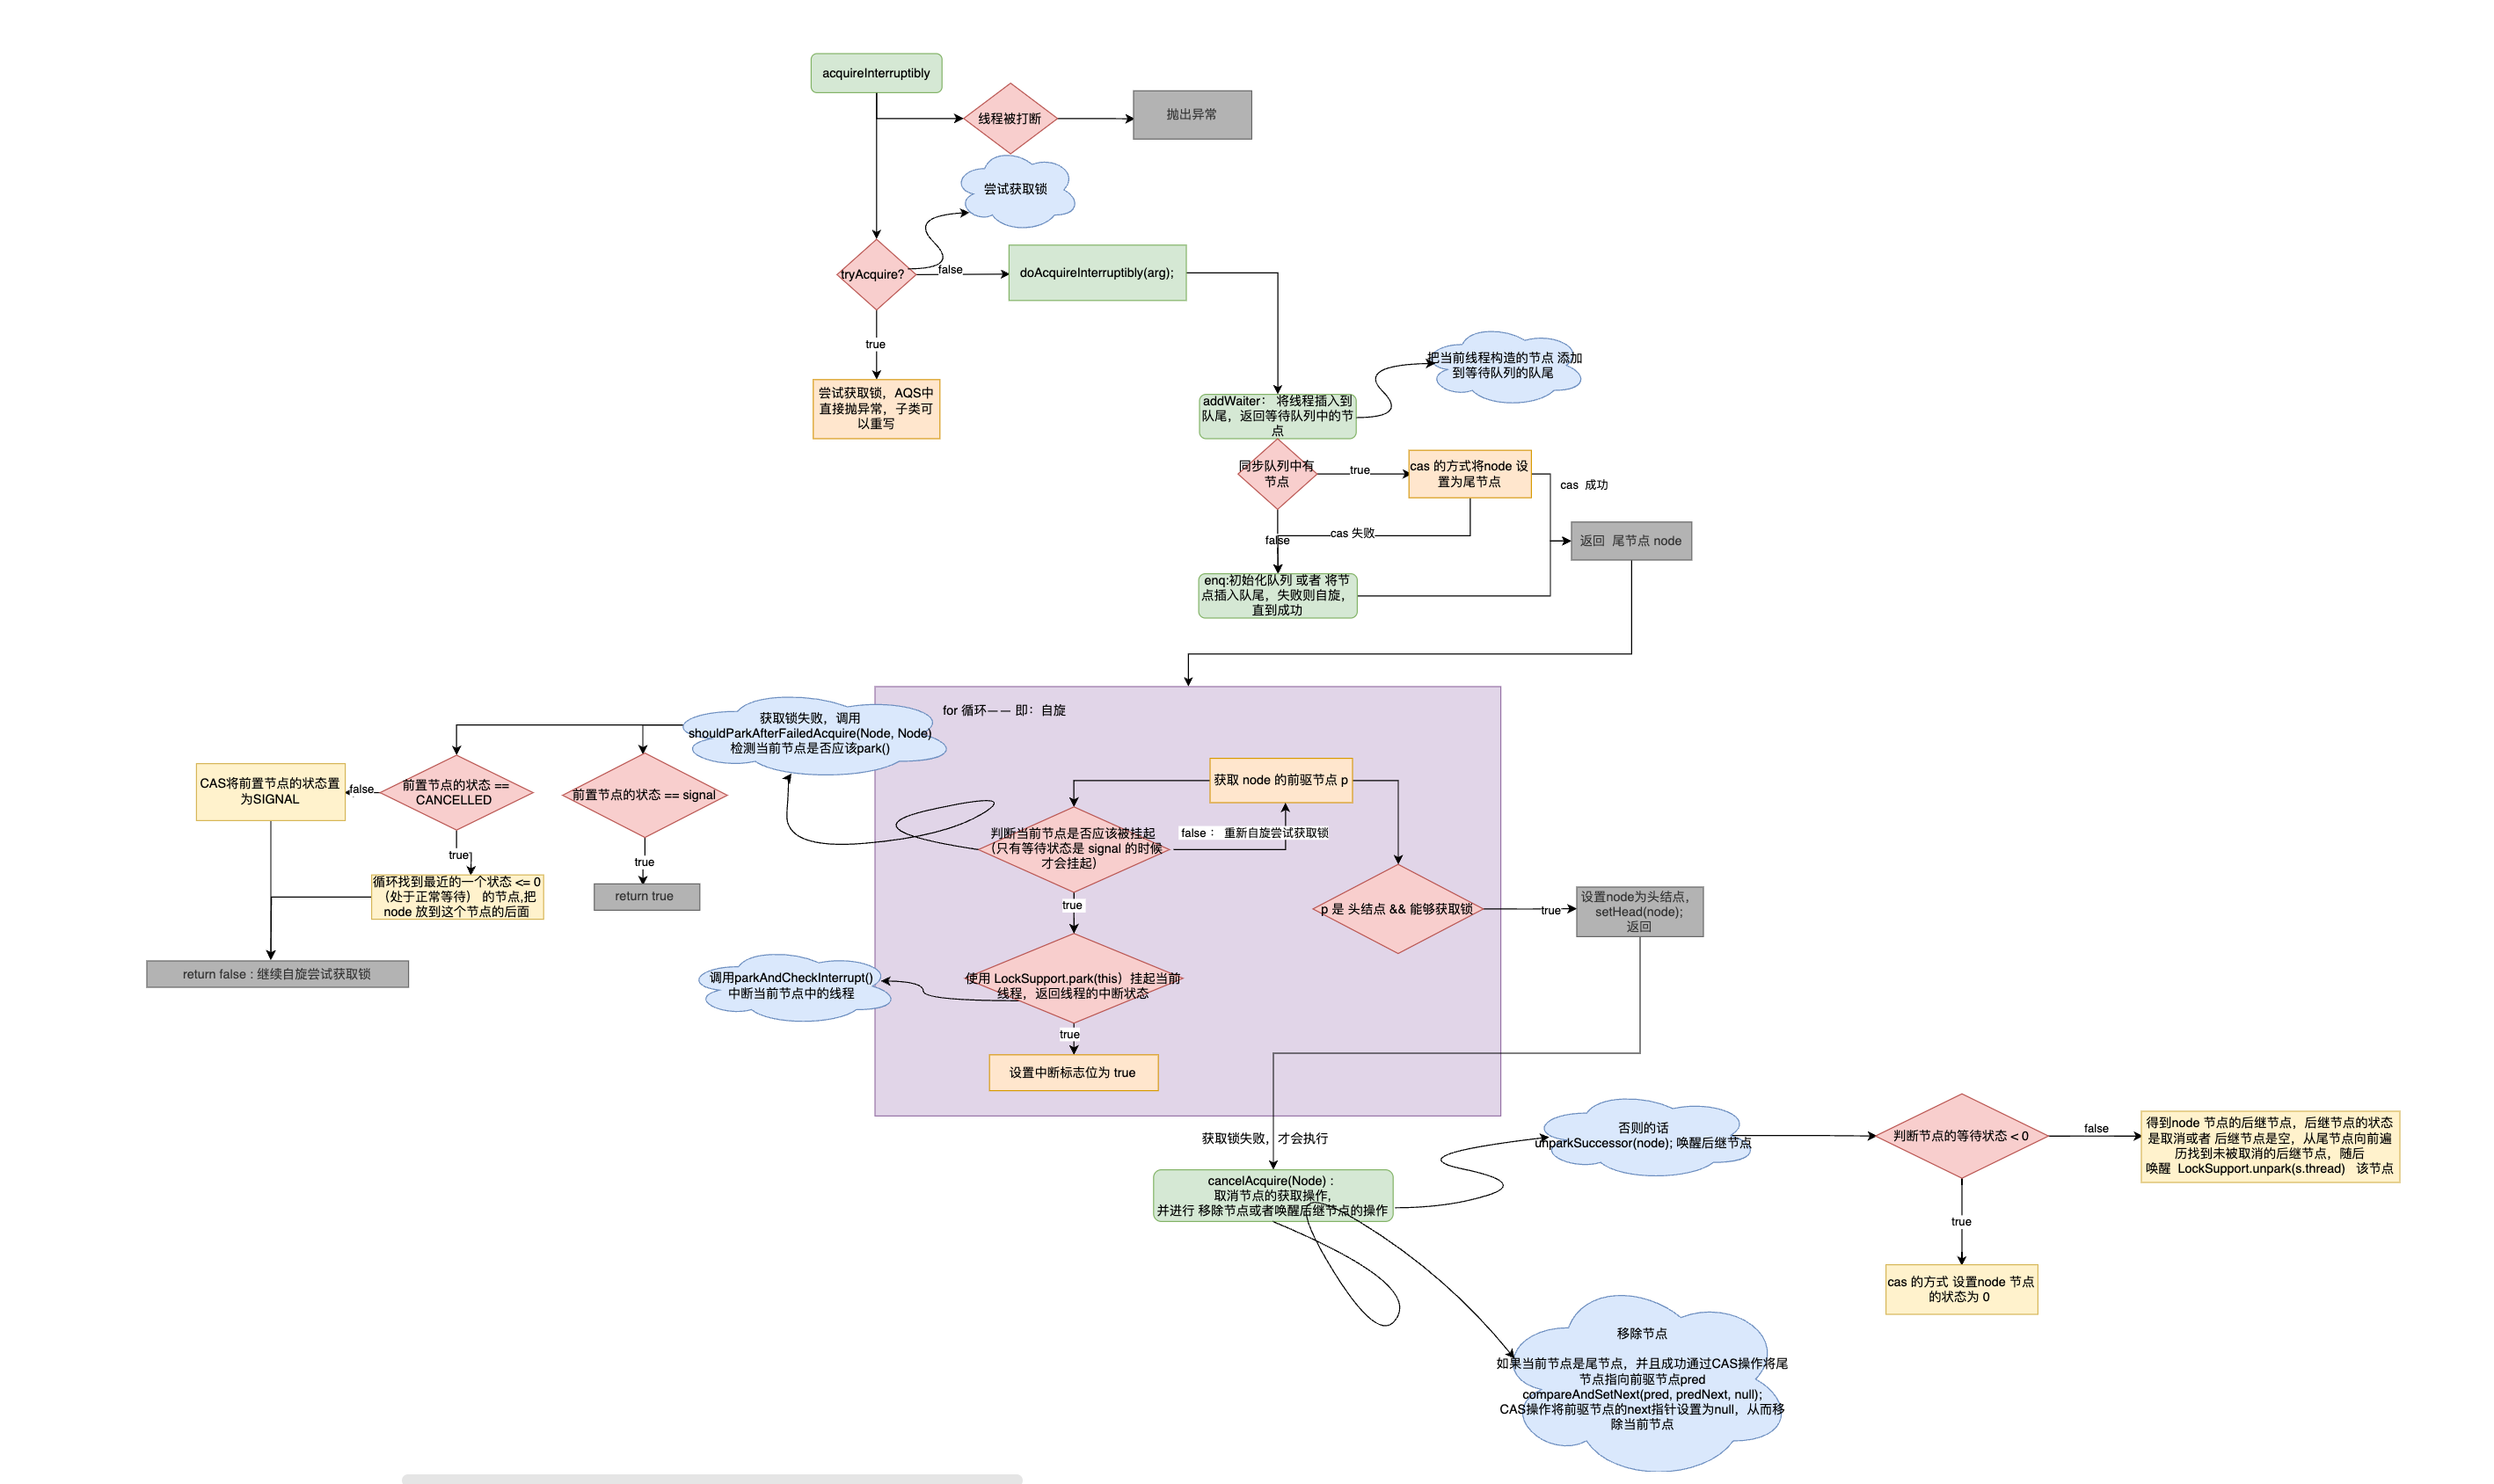 acquireInterruptibly
线程被打断
抛出异常
尝试获取锁
tryAcquire?
false
doAcquireInterruptibly(arg);
true
尝试获取锁，AQS中
直接抛异常，子类可
以重写
把当前线程构造的节点 添加
到等待队列的队尾
addWaiter： 将线程插入到
队尾，返回等待队列中的节
点
同步队列中有
节点
true
cas 的方式将node 设
置为尾节点
cas 成功
cas 失败
false
返回 尾节点 node
enq:初始化队列 或者 将节
点插入队尾，失败则自旋，
直到成功
for 循环—— 即：自旋
获取锁失败，调用
shouldParkAfterFailedAcquire(Node, Node)
检测当前节点是否应该park()
CAS将前置节点的状态置
为SIGNAL
false
前置节点的状态 ==
CANCELLED
前置节点的状态 == signal
true
true
循环找到最近的一个状态 <= 0
（处于正常等待） 的节点,把
node 放到这个节点的后面
return true
return false : 继续自旋尝试获取锁
获取 node 的前驱节点 p
判断当前节点是否应该被挂起
（只有等待状态是 signal 的时候
才会挂起）
false： 重新自旋尝试获取锁
true
p 是 头结点 && 能够获取锁
true
设置node为头结点，
setHead(node);
返回
调用parkAndCheckInterrupt()
中断当前节点中的线程
使用 LockSupport.park(this）挂起当前
线程，返回线程的中断状态
true
设置中断标志位为 true
获取锁失败，才会执行
cancelAcquire(Node) :
取消节点的获取操作,
并进行 移除节点或者唤醒后继节点的操作
否则的话
unparkSuccessor(node); 唤醒后继节点
判断节点的等待状态 < 0
false
得到node 节点的后继节点，后继节点的状态
是取消或者 后继节点是空，从尾节点向前遍
历找到未被取消的后继节点，随后
唤醒 LockSupport.unpark(s.thread) 该节点
true
cas 的方式 设置node 节点
的状态为 0
移除节点
如果当前节点是尾节点，并且成功通过CAS操作将尾
节点指向前驱节点pred
compareAndSetNext(pred, predNext, null);
CAS操作将前驱节点的next指针设置为null，从而移
除当前节点